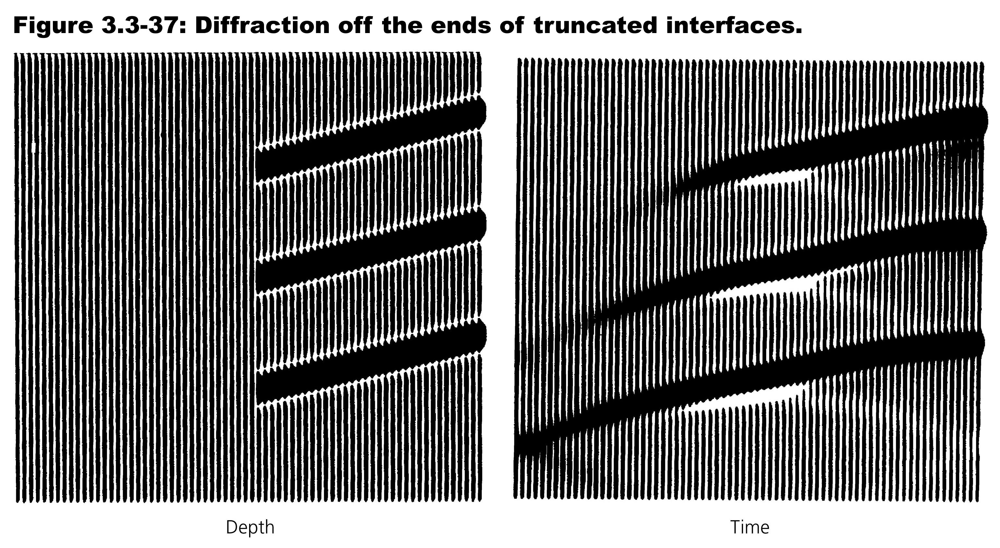 Figure 3.3-37: Diffraction off the ends of truncated interfaces.
Depth
Time